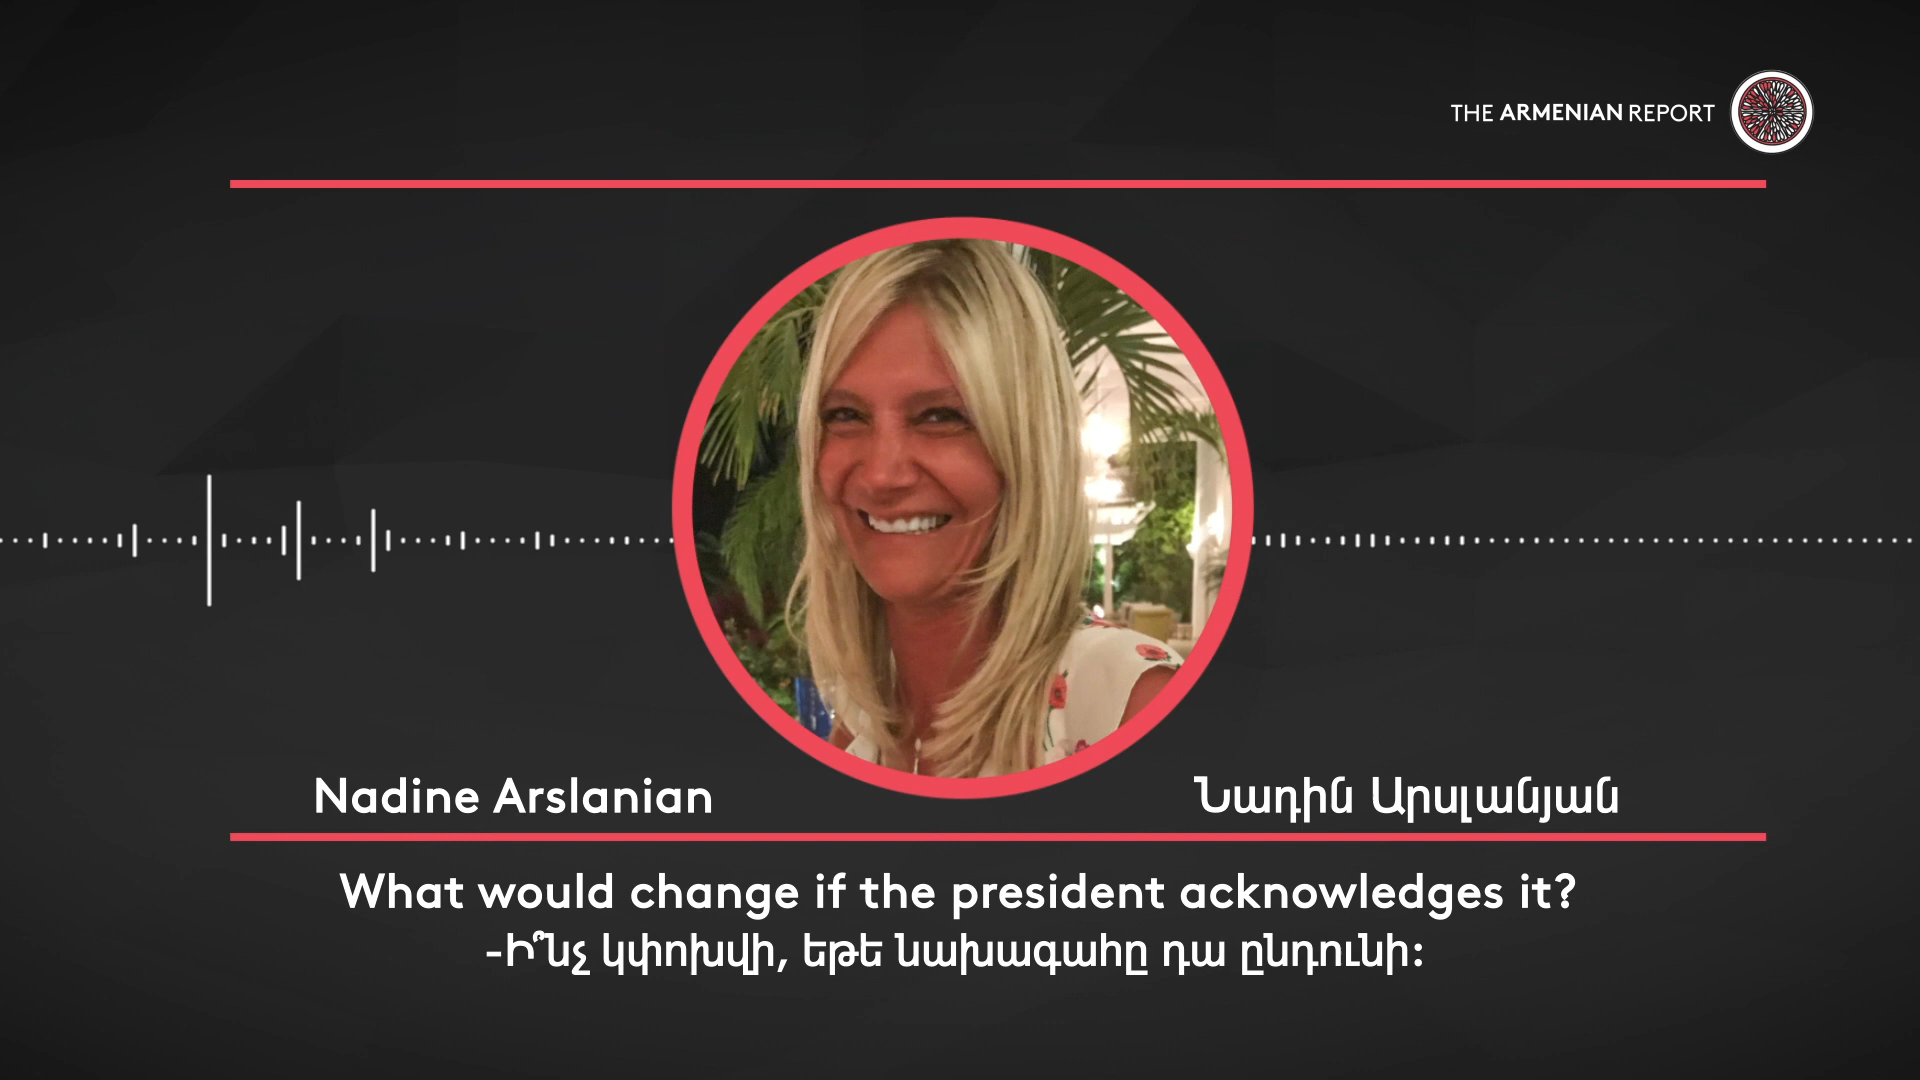 THE ARMENIAN REPORT
Nadine Arslanian
Նադին Արսլանյան
What would change if the president acknowledges it?
-Ի՞նչ կփոխվի, եթե նախագահը դա ընդունի: